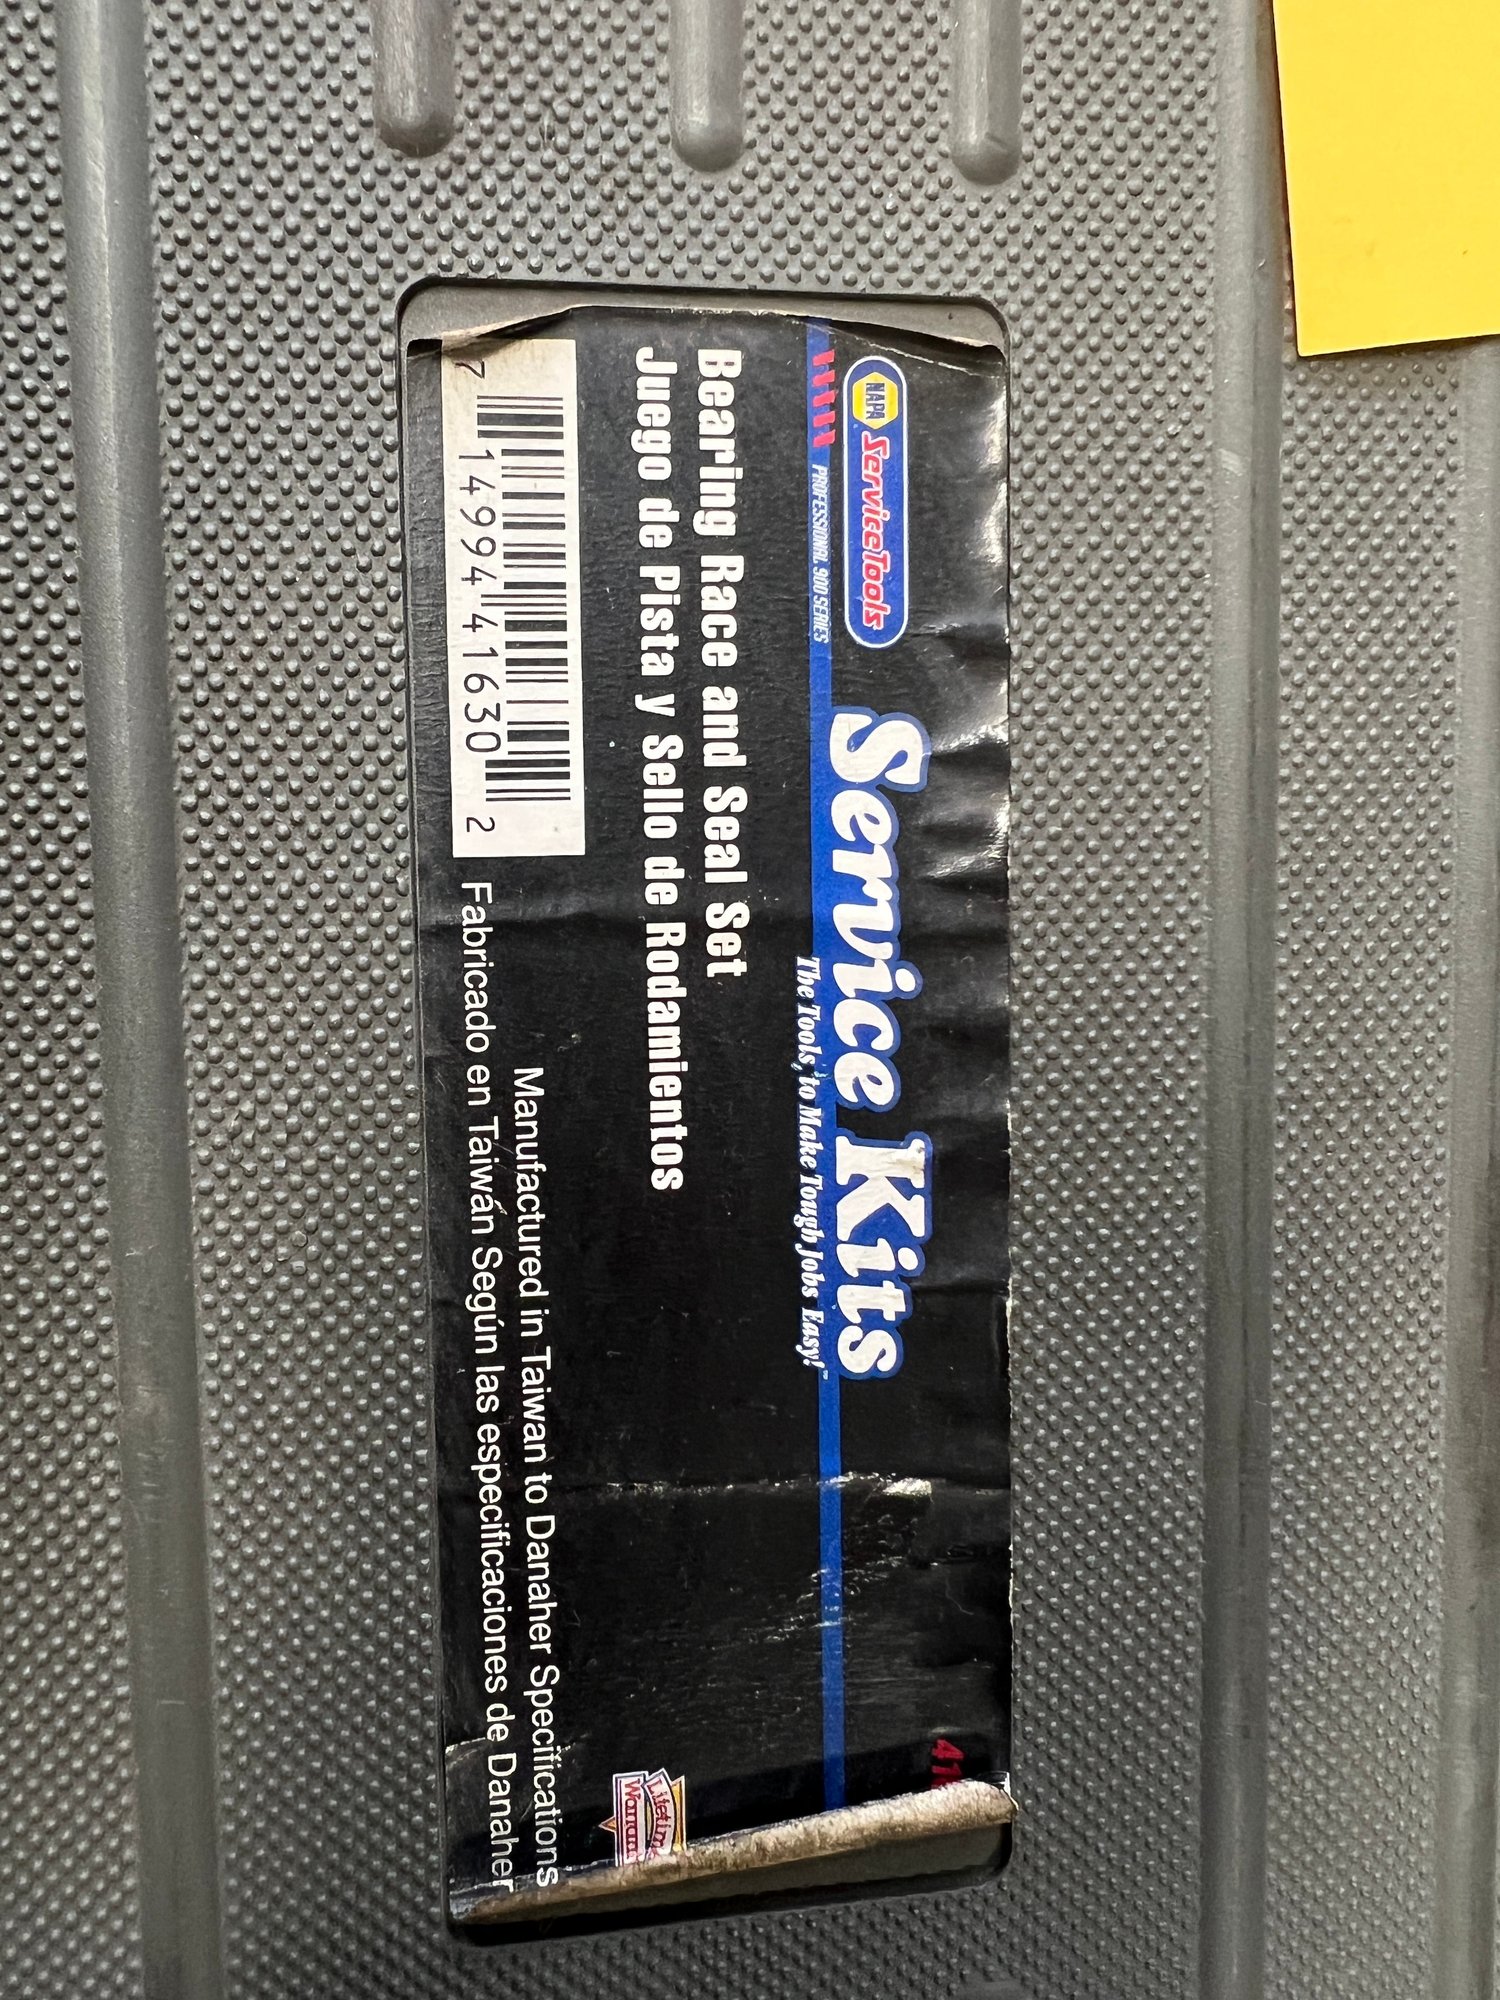 NAPA ServiceTools
Service Kits
PROFESSIONAL 900 SERIES
The Tools, to Make Tough Jobs Easy!™
Bearing Race and Seal Set
Juego de Pista y Sello de Rodamientos
7 14994 41630 2
Manufactured in Taiwan to Danaher Specifications
Fabricado en Taiwán Según las especificaciones de Danaher